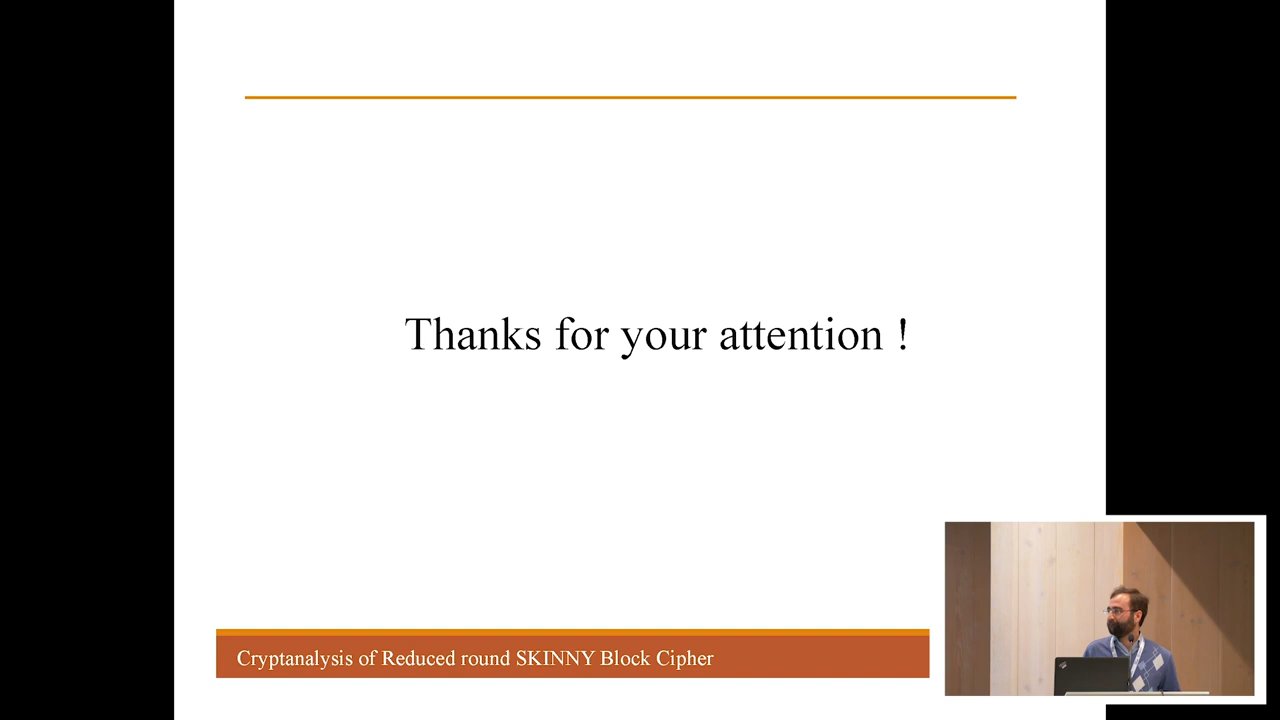 Thanks for your attention !
Cryptanalysis of Reduced round SKINNY Block Cipher